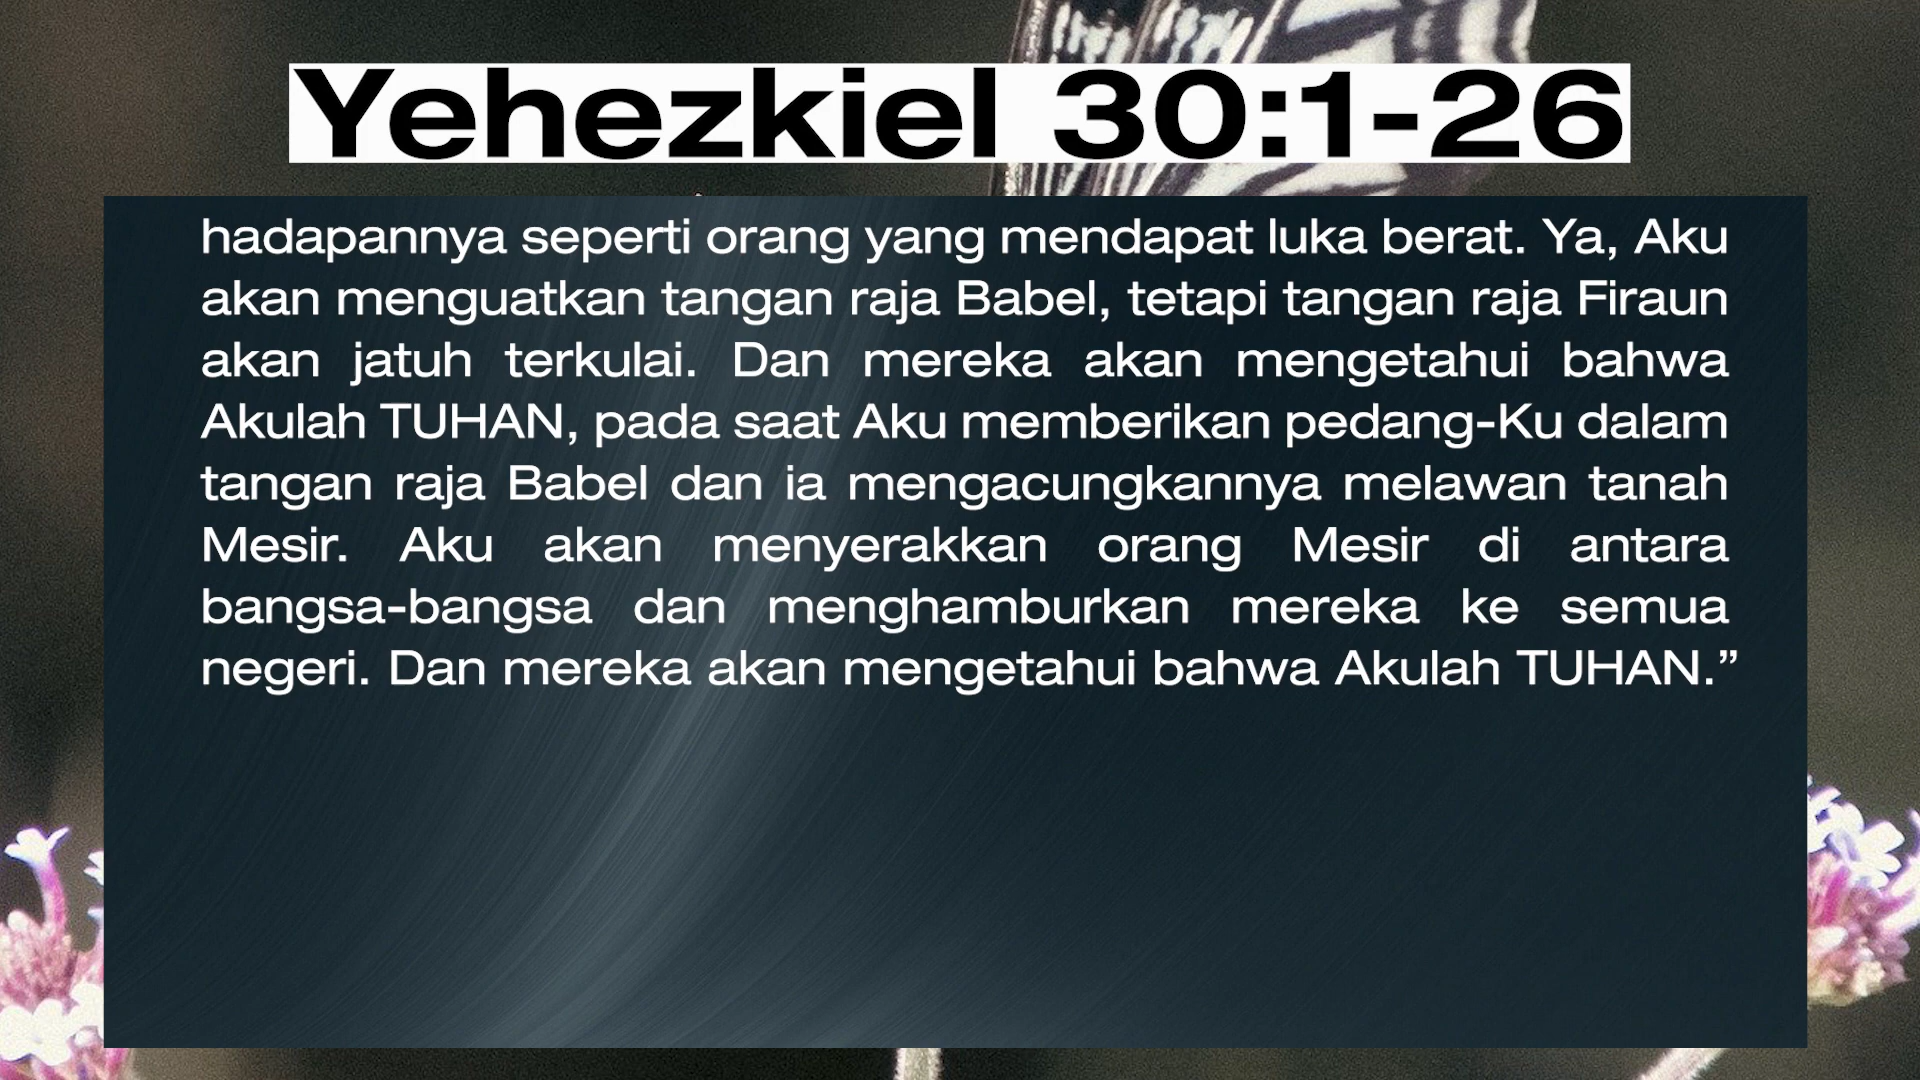 Yehezkiel 30:1-26
hadapannya seperti orang yang mendapat luka berat. Ya, Aku
akan menguatkan tangan raja Babel, tetapi tangan raja Firaun
akan jatuh terkulai. Dan mereka akan mengetahui bahwa
Akulah TUHAN, pada saat Aku memberikan pedang-Ku dalam
tangan raja Babel dan ia mengacungkannya melawan tanah
Mesir. Aku akan menyerakkan orang Mesir di antara
bangsa-bangsa dan menghamburkan mereka ke semua
negeri. Dan mereka akan mengetahui bahwa Akulah TUHAN.”